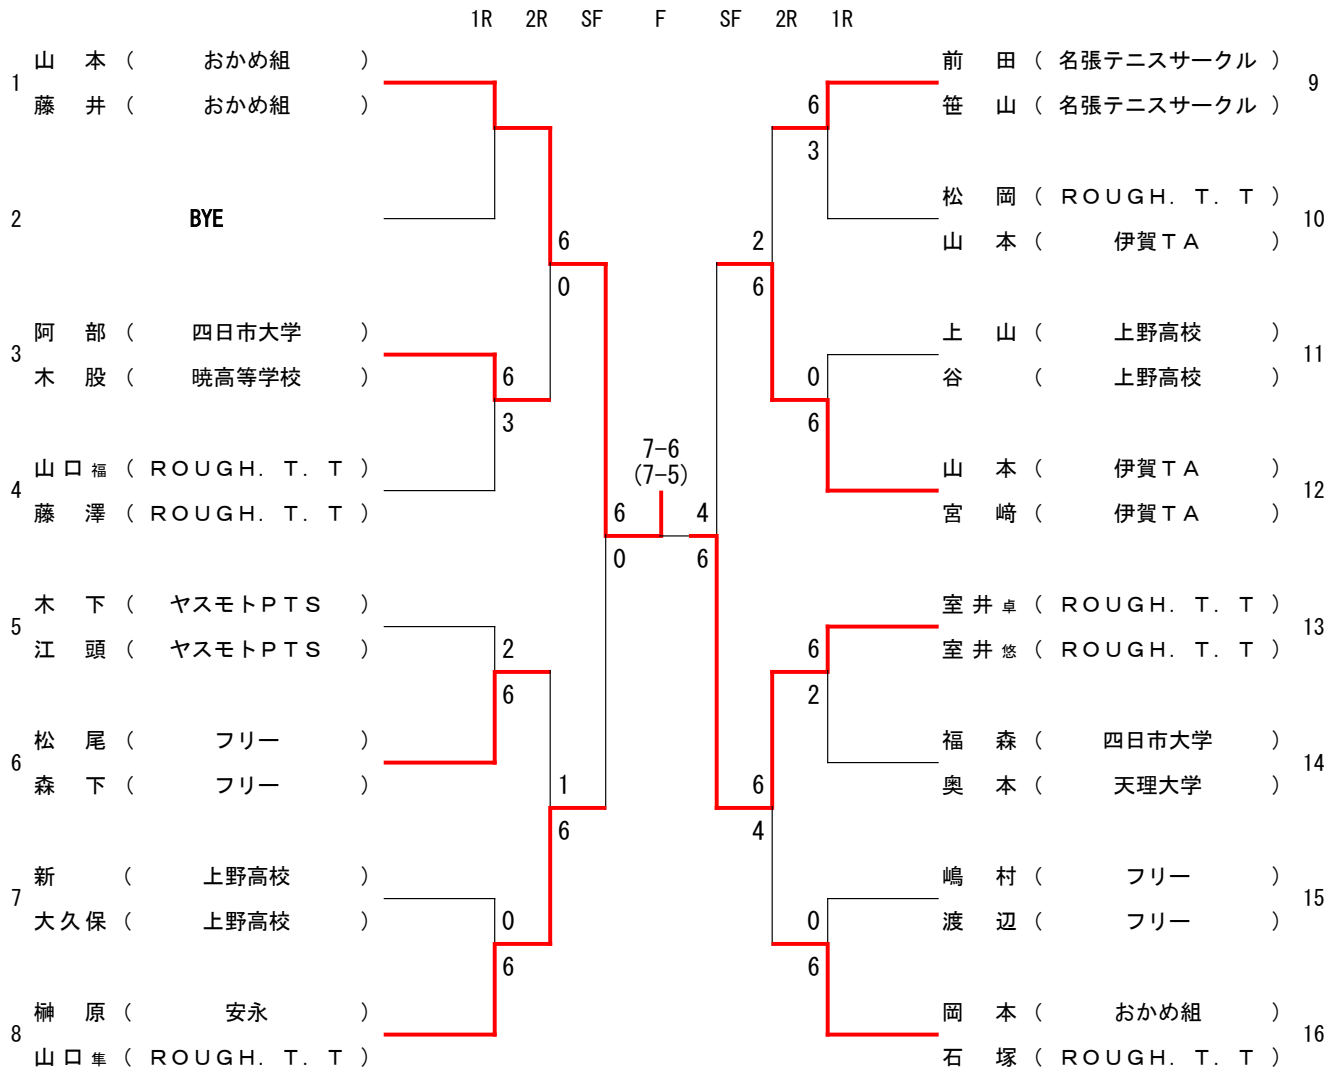 1R 2R SF F SF 2R 1R
1 山 本 ( おかめ組 )
藤 井 ( おかめ組 )
2 BYE
3 阿 部 ( 四日市大学 )
木 股 ( 暁高等学校 )
4 山口福 ( ROUGH. T. T )
藤 澤 ( ROUGH. T. T )
5 木 下 ( ヤスモトPTS )
江 頭 ( ヤスモトPTS )
6 松 尾 ( フリー )
森 下 ( フリー )
7 新 ( 上野高校 )
大久保 ( 上野高校 )
8 榊 原 ( 安永 )
山口隼 ( ROUGH. T. T )
6
3
2
6
0
6
6
0
1
6
6
0
7-6
(7-5)
4
6
2
6
6
4
6
3
0
6
6
2
0
6
前 田 ( 名張テニスサークル ) 9
笹 山 ( 名張テニスサークル )
松 岡 ( ROUGH. T. T ) 10
山 本 ( 伊賀TA )
上 山 ( 上野高校 ) 11
谷 ( 上野高校 )
山 本 ( 伊賀TA ) 12
宮 﨑 ( 伊賀TA )
室井卓 ( ROUGH. T. T ) 13
室井悠 ( ROUGH. T. T )
福 森 ( 四日市大学 ) 14
奥 本 ( 天理大学 )
嶋 村 ( フリー ) 15
渡 辺 ( フリー )
岡 本 ( おかめ組 ) 16
石 塚 ( ROUGH. T. T )